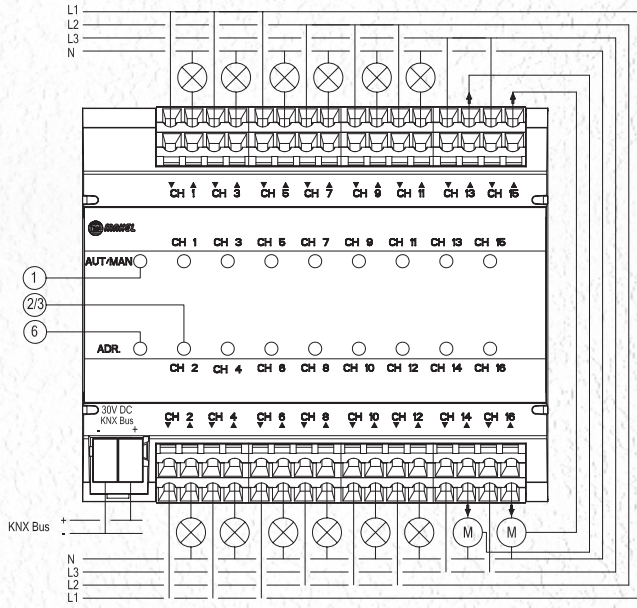 L1
L2
L3
N
CH 1 CH 3 CH 5 CH 7 CH 9 CH 11 CH 13 CH 15
MAKEL
CH 1 CH 3 CH 5 CH 7 CH 9 CH 11 CH 13 CH 15
1 AUT/MAN
2/3
6 ADR.
CH 2 CH 4 CH 6 CH 8 CH 10 CH 12 CH 14 CH 16
30V DC
KNX Bus
- +
CH 2 CH 4 CH 6 CH 8 CH 10 CH 12 CH 14 CH 16
KNX Bus + -
M M
N
L3
L2
L1